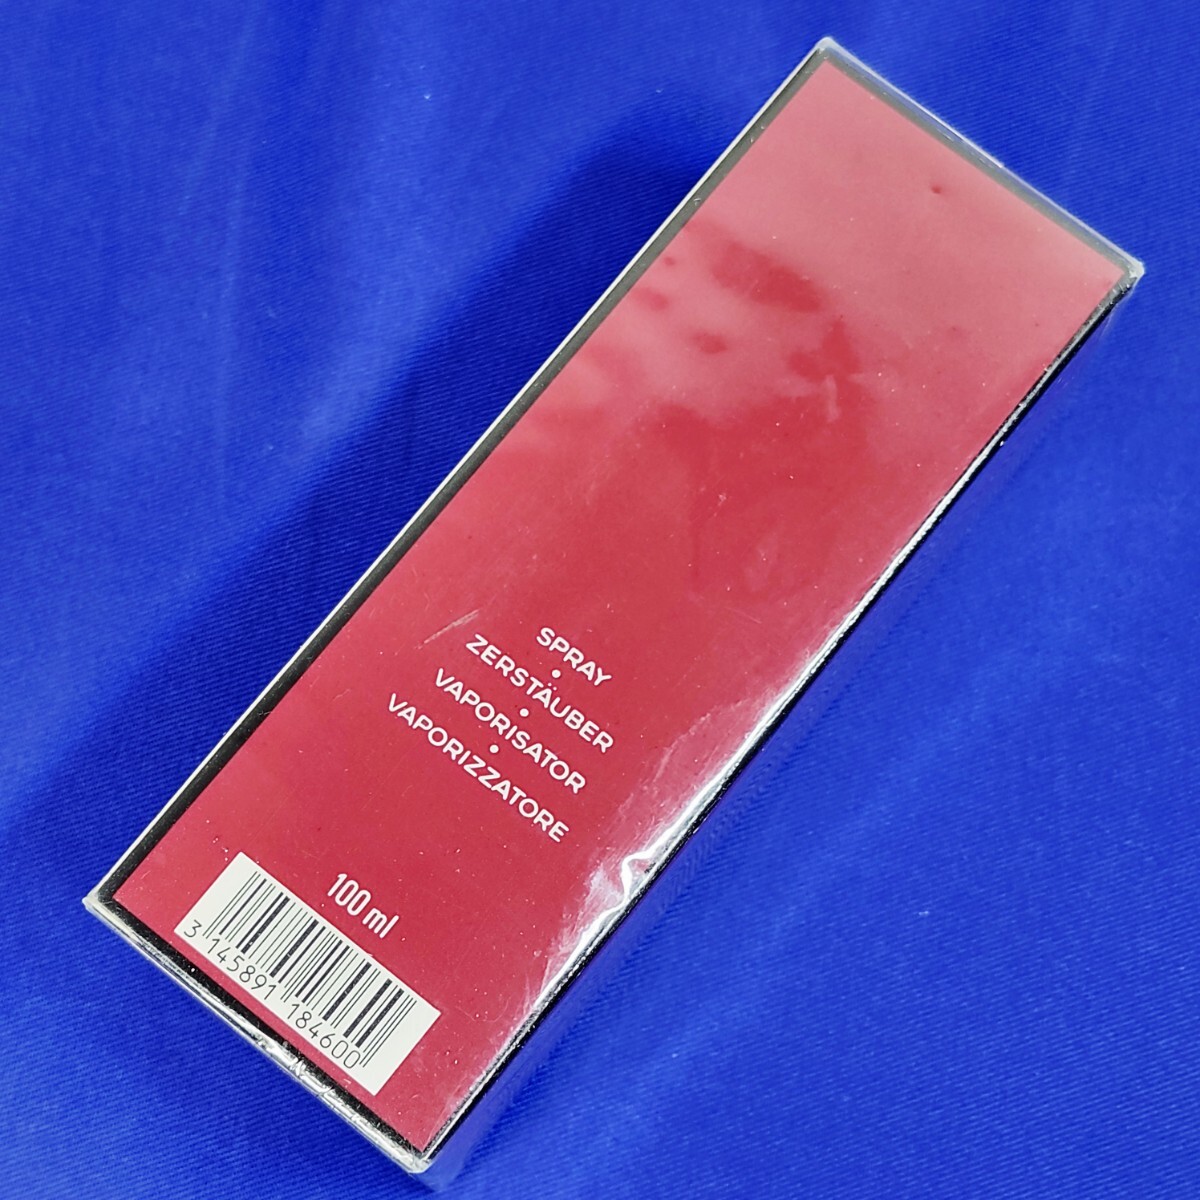 SPRAY
•
ZERSTÄUBER
•
VAPORISATOR
•
VAPORIZZATORE
100 ml
3 145891 184600